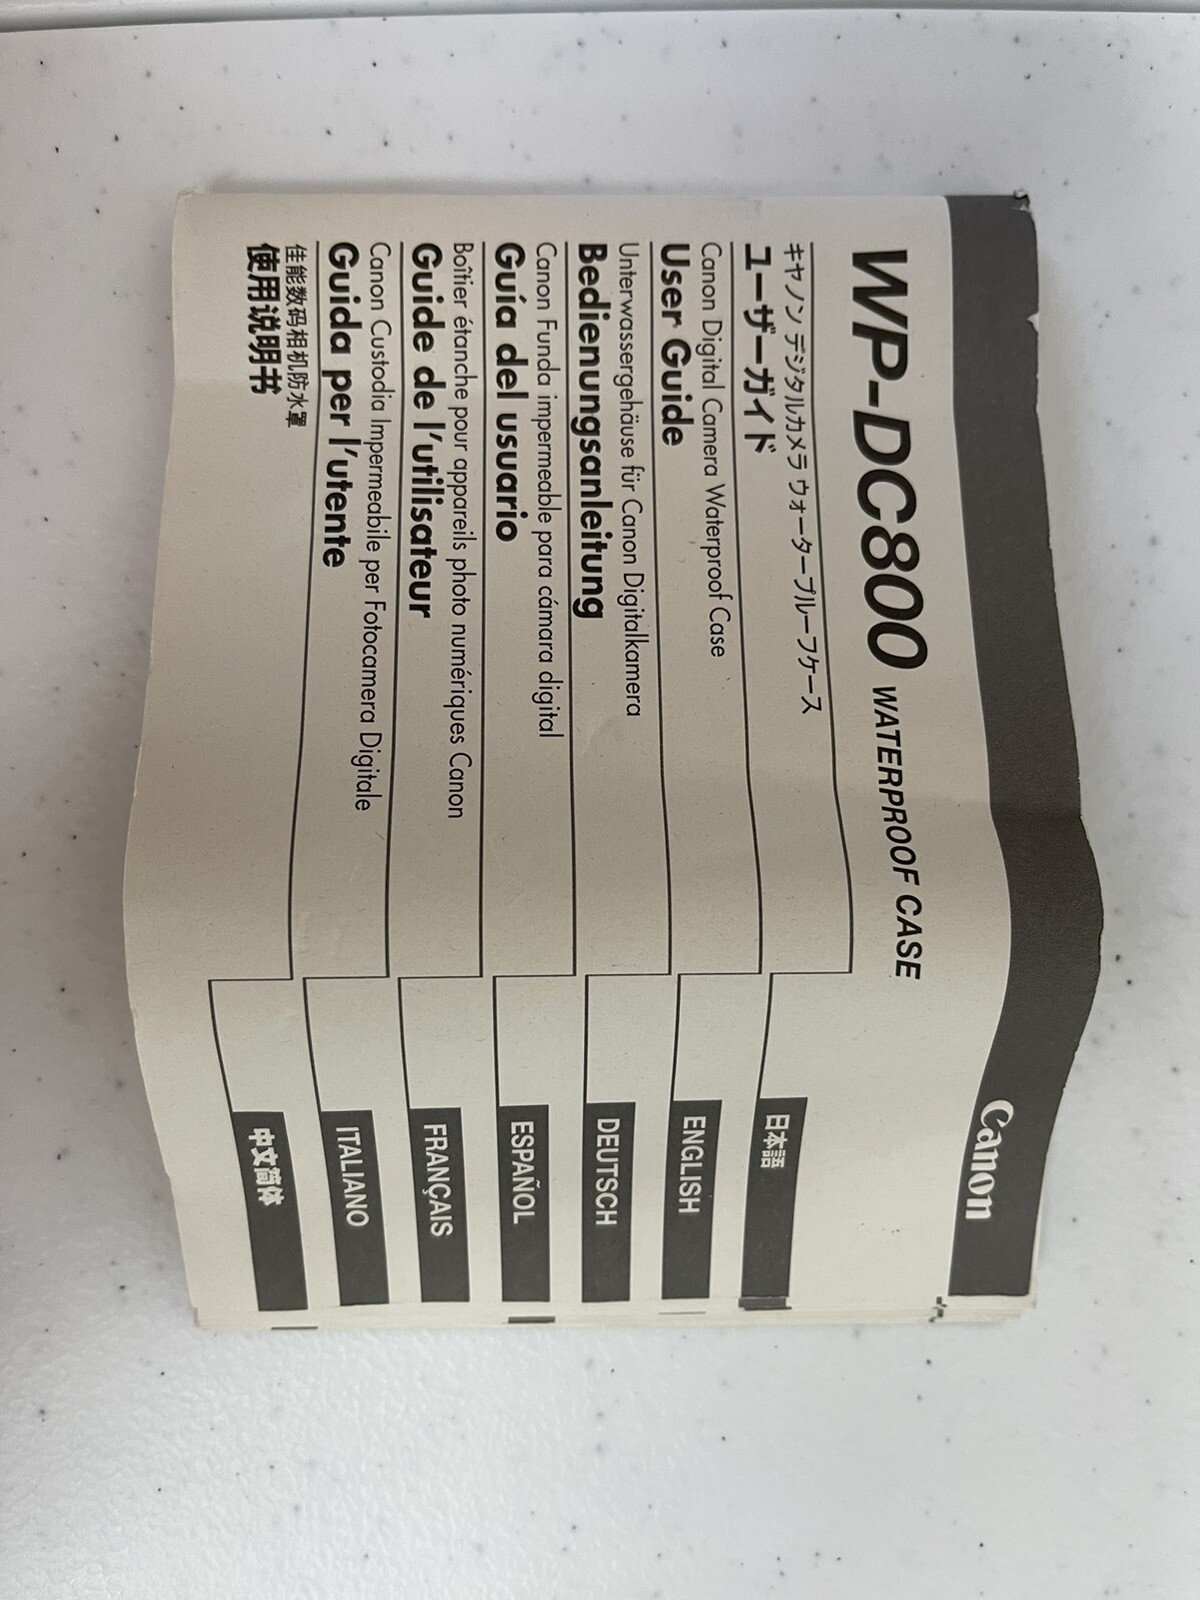 Canon
WP-DC800 WATERPROOF CASE
キヤノン デジタルカメラ ウォータープルーフケース
ユーザーガイド
日本語
Canon Digital Camera Waterproof Case
User Guide
ENGLISH
Unterwassergehäuse für Canon Digitalkamera
Bedienungsanleitung
DEUTSCH
Canon Funda impermeable para cámara digital
Guía del usuario
ESPAÑOL
Boîtier étanche pour appareils photo numériques Canon
Guide de l'utilisateur
FRANÇAIS
Canon Custodia Impermeabile per Fotocamera Digitale
Guida per l'utente
ITALIANO
佳能数码相机防水罩
使用说明书
中文简体